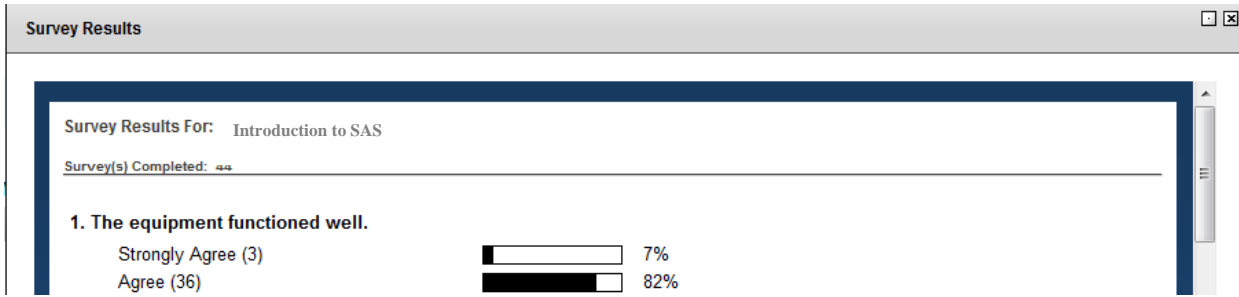 Survey Results
Survey Results For: Introduction to SAS
Survey(s) Completed: 44
1. The equipment functioned well.
Strongly Agree (3) 7%
Agree (36) 82%